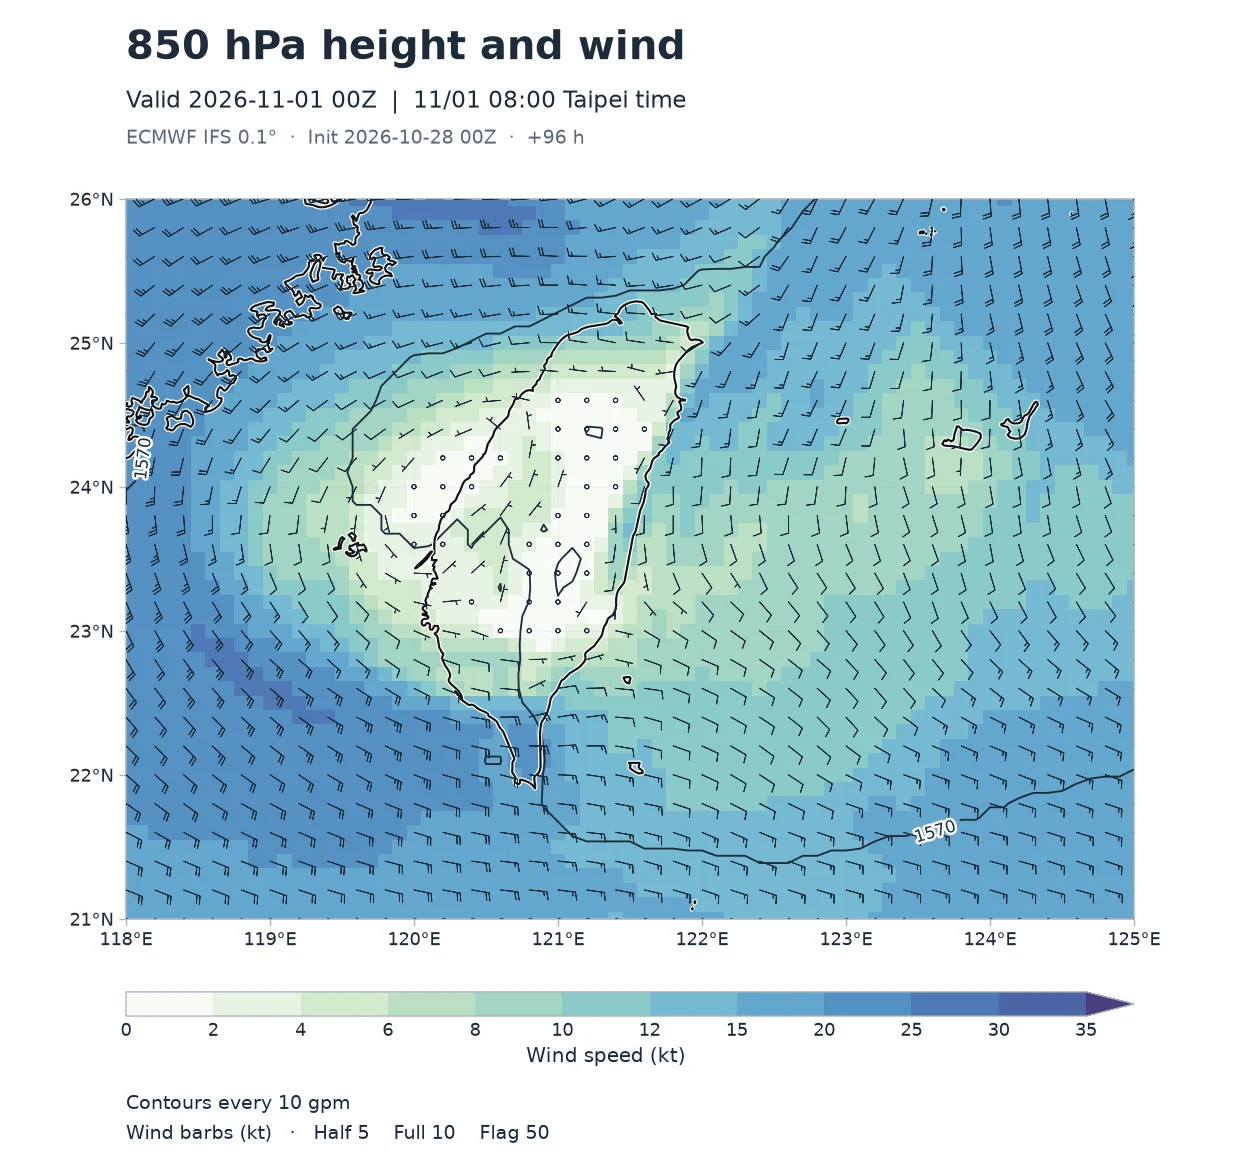 850 hPa height and wind
Valid 2026-11-01 00Z | 11/01 08:00 Taipei time
ECMWF IFS 0.1° · Init 2026-10-28 00Z · +96 h
26°N
25°N
24°N
23°N
22°N
21°N
1570
1570
118°E 119°E 120°E 121°E 122°E 123°E 124°E 125°E
0 2 4 6 8 10 12 15 20 25 30 35
Wind speed (kt)
Contours every 10 gpm
Wind barbs (kt) · Half 5 Full 10 Flag 50